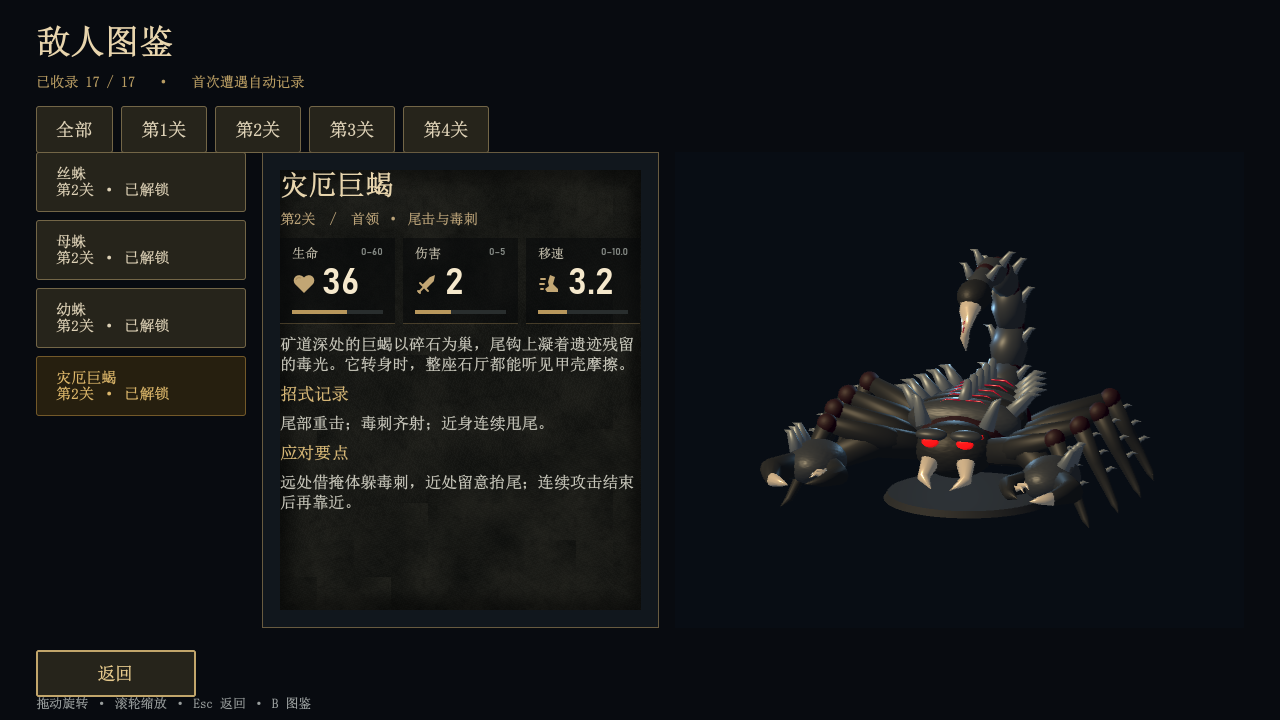 敌人图鉴
已收录 17 / 17 • 首次遭遇自动记录
全部 第1关 第2关 第3关 第4关
丝蛛
第2关 • 已解锁
母蛛
第2关 • 已解锁
幼蛛
第2关 • 已解锁
灾厄巨蝎
第2关 • 已解锁
灾厄巨蝎
第2关 / 首领 • 尾击与毒刺
生命 0–60
36
伤害 0–5
2
移速 0–10.0
3.2
矿道深处的巨蝎以碎石为巢，尾钩上凝着遗迹残留
的毒光。它转身时，整座石厅都能听见甲壳摩擦。
招式记录
尾部重击；毒刺齐射；近身连续甩尾。
应对要点
远处借掩体躲毒刺，近处留意抬尾；连续攻击结束
后再靠近。
返回
拖动旋转 • 滚轮缩放 • Esc 返回 • B 图鉴